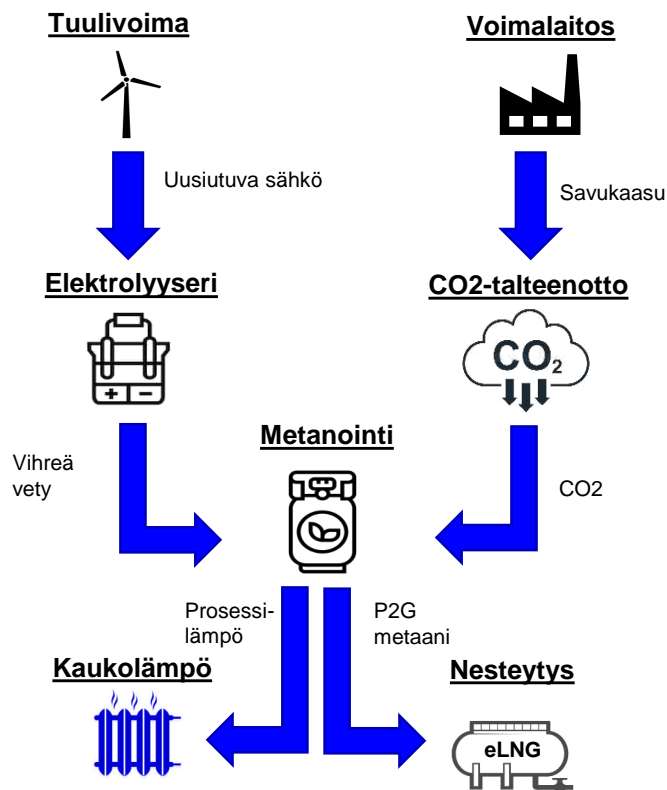 Tuulivoima
Voimalaitos
Uusiutuva sähkö
Savukaasu
Elektrolyyseri
CO2-talteenotto
+ −
CO₂
Metanointi
Vihreä
vety
CO2
Prosessi-
lämpö
P2G
metaani
Kaukolämpö
Nesteytys
eLNG